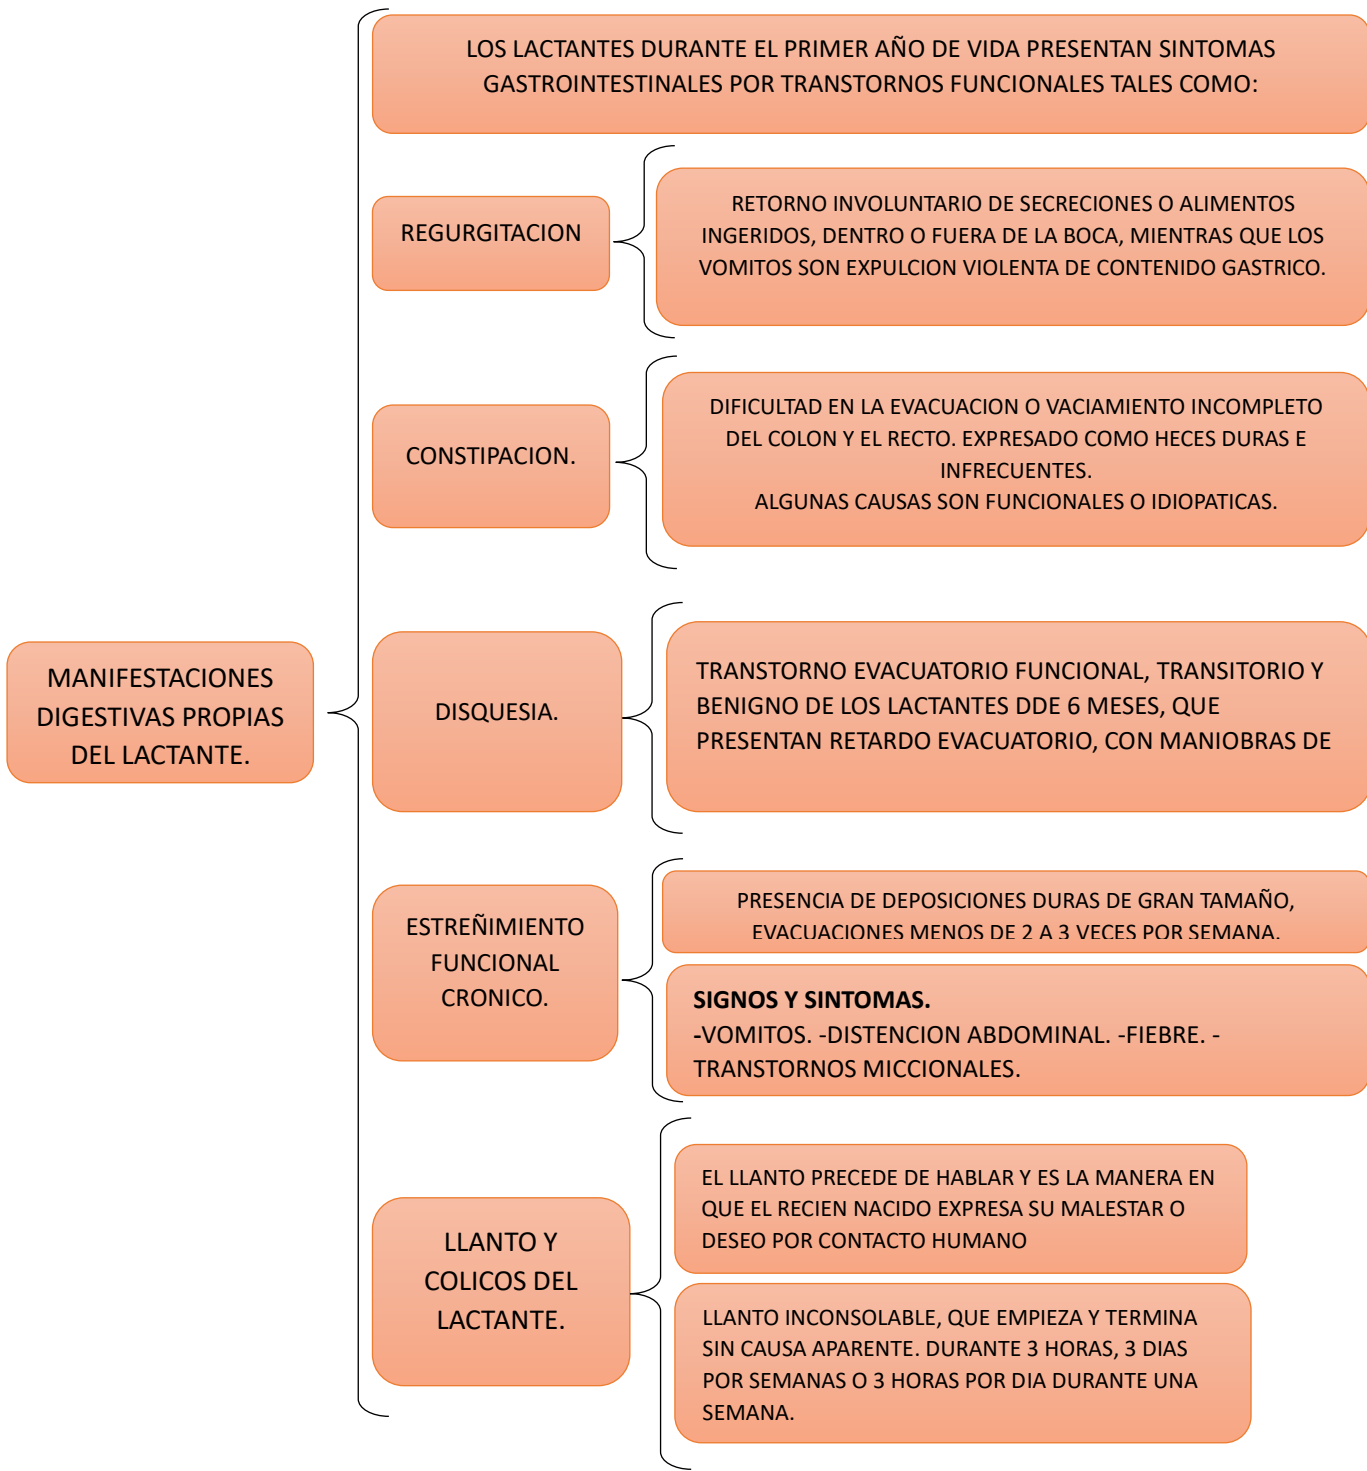 LOS LACTANTES DURANTE EL PRIMER AÑO DE VIDA PRESENTAN SINTOMAS
GASTROINTESTINALES POR TRANSTORNOS FUNCIONALES TALES COMO:
REGURGITACION
RETORNO INVOLUNTARIO DE SECRECIONES O ALIMENTOS
INGERIDOS, DENTRO O FUERA DE LA BOCA, MIENTRAS QUE LOS
VOMITOS SON EXPULCION VIOLENTA DE CONTENIDO GASTRICO.
CONSTIPACION.
DIFICULTAD EN LA EVACUACION O VACIAMIENTO INCOMPLETO
DEL COLON Y EL RECTO. EXPRESADO COMO HECES DURAS E
INFRECUENTES.
ALGUNAS CAUSAS SON FUNCIONALES O IDIOPATICAS.
MANIFESTACIONES
DIGESTIVAS PROPIAS
DEL LACTANTE.
DISQUESIA.
TRANSTORNO EVACUATORIO FUNCIONAL, TRANSITORIO Y
BENIGNO DE LOS LACTANTES DDE 6 MESES, QUE
PRESENTAN RETARDO EVACUATORIO, CON MANIOBRAS DE
ESTREÑIMIENTO
FUNCIONAL
CRONICO.
PRESENCIA DE DEPOSICIONES DURAS DE GRAN TAMAÑO,
EVACUACIONES MENOS DE 2 A 3 VECES POR SEMANA.
SIGNOS Y SINTOMAS.
-VOMITOS. -DISTENCION ABDOMINAL. -FIEBRE. -
TRANSTORNOS MICCIONALES.
LLANTO Y
COLICOS DEL
LACTANTE.
EL LLANTO PRECEDE DE HABLAR Y ES LA MANERA EN
QUE EL RECIEN NACIDO EXPRESA SU MALESTAR O
DESEO POR CONTACTO HUMANO
LLANTO INCONSOLABLE, QUE EMPIEZA Y TERMINA
SIN CAUSA APARENTE. DURANTE 3 HORAS, 3 DIAS
POR SEMANAS O 3 HORAS POR DIA DURANTE UNA
SEMANA.